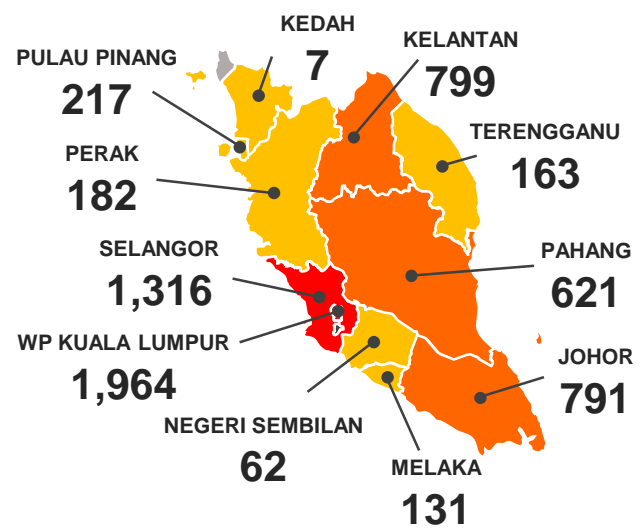 KEDAH
7
KELANTAN
799
PULAU PINANG
217
TERENGGANU
163
PERAK
182
SELANGOR
1,316
PAHANG
621
WP KUALA LUMPUR
1,964
JOHOR
791
NEGERI SEMBILAN
62
MELAKA
131